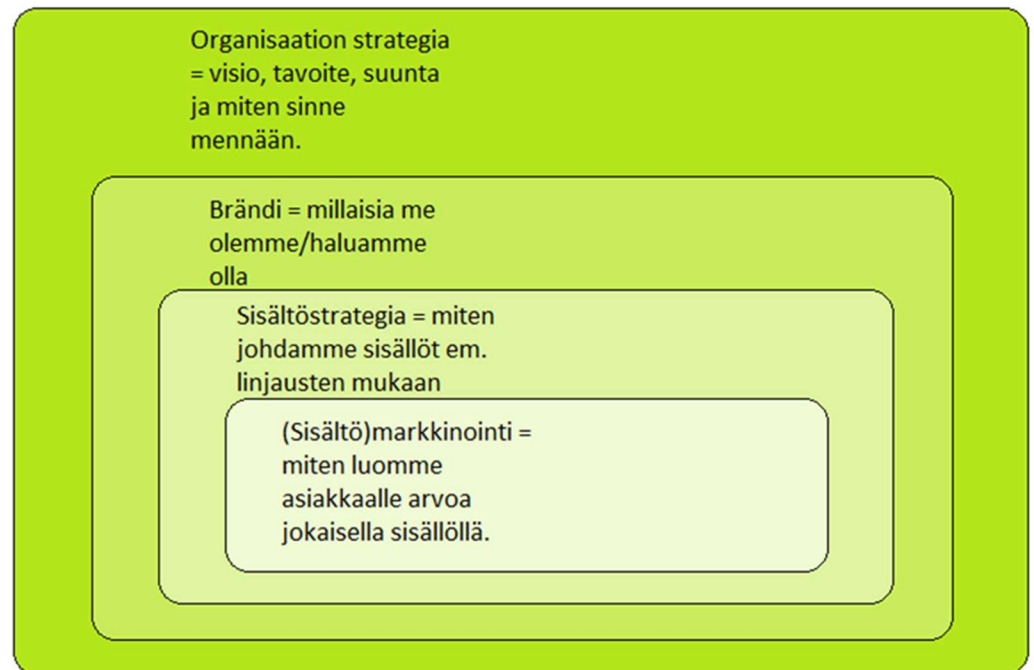 Organisaation strategia
= visio, tavoite, suunta
ja miten sinne
mennään.
Brändi = millaisia me
olemme/haluamme
olla
Sisältöstrategia = miten
johdamme sisällöt em.
linjausten mukaan
(Sisältö)markkinointi =
miten luomme
asiakkaalle arvoa
jokaisella sisällöllä.